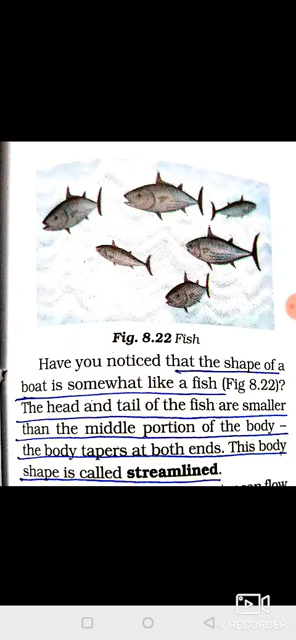 Fig. 8.22 Fish
Have you noticed that the shape of a
boat is somewhat like a fish (Fig 8.22)?
The head and tail of the fish are smaller
than the middle portion of the body –
the body tapers at both ends. This body
shape is called streamlined.
flow
V RECORDER